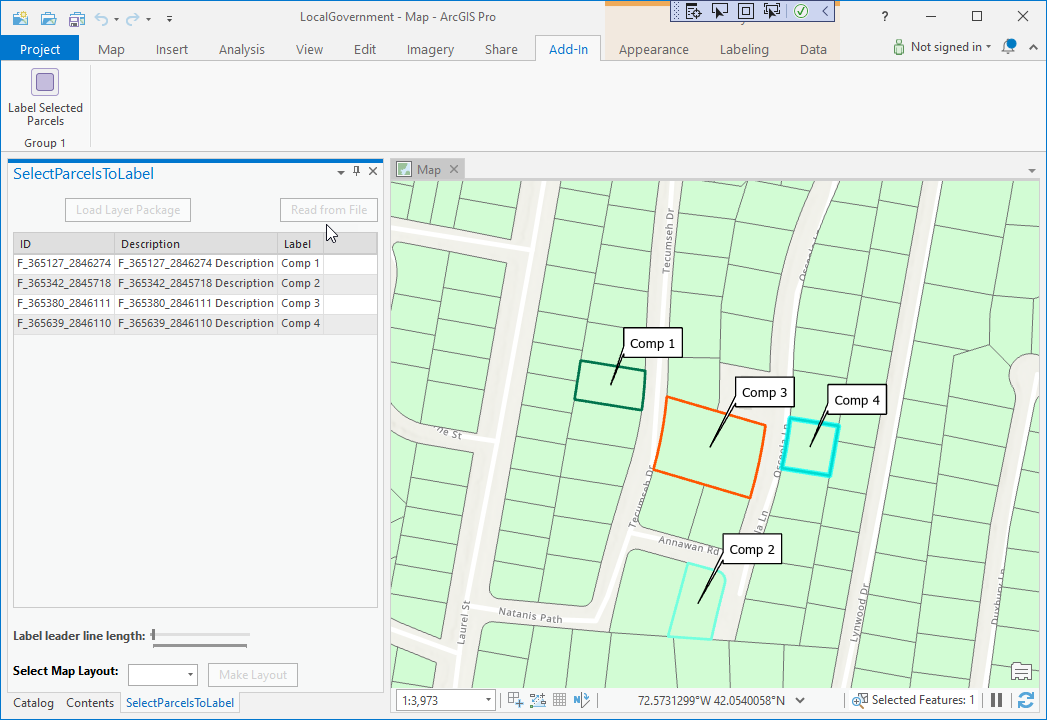 LocalGovernment - Map - ArcGIS Pro
?
Project Map Insert Analysis View Edit Imagery Share Add-In Appearance Labeling Data Not signed in
Label Selected
Parcels
Group 1
SelectParcelsToLabel
Map
Load Layer Package Read from File
ID Description Label
F_365127_2846274 F_365127_2846274 Description Comp 1
F_365342_2845718 F_365342_2845718 Description Comp 2
F_365380_2846111 F_365380_2846111 Description Comp 3
F_365639_2846110 F_365639_2846110 Description Comp 4
Tecumseh Dr
Osceola Ln
Comp 1
Comp 3
Comp 4
ne St
Osceola Ln
Tecumseh Dr
la Ln
Annawan Rd
Comp 2
Laurel St
Natanis Path
Lynwood Dr
Duxbury Ln
Label leader line length:
Select Map Layout: Make Layout
Catalog Contents SelectParcelsToLabel
1:3,973 72.5731299°W 42.0540058°N Selected Features: 1